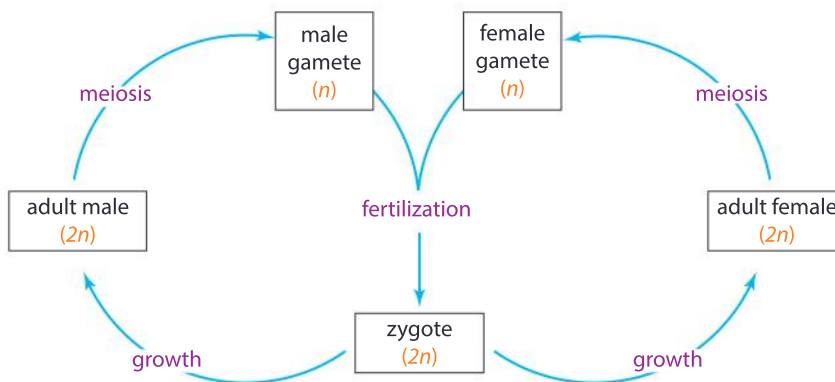 male
gamete
(n)
female
gamete
(n)
meiosis
meiosis
adult male
(2n)
fertilization
adult female
(2n)
zygote
(2n)
growth
growth